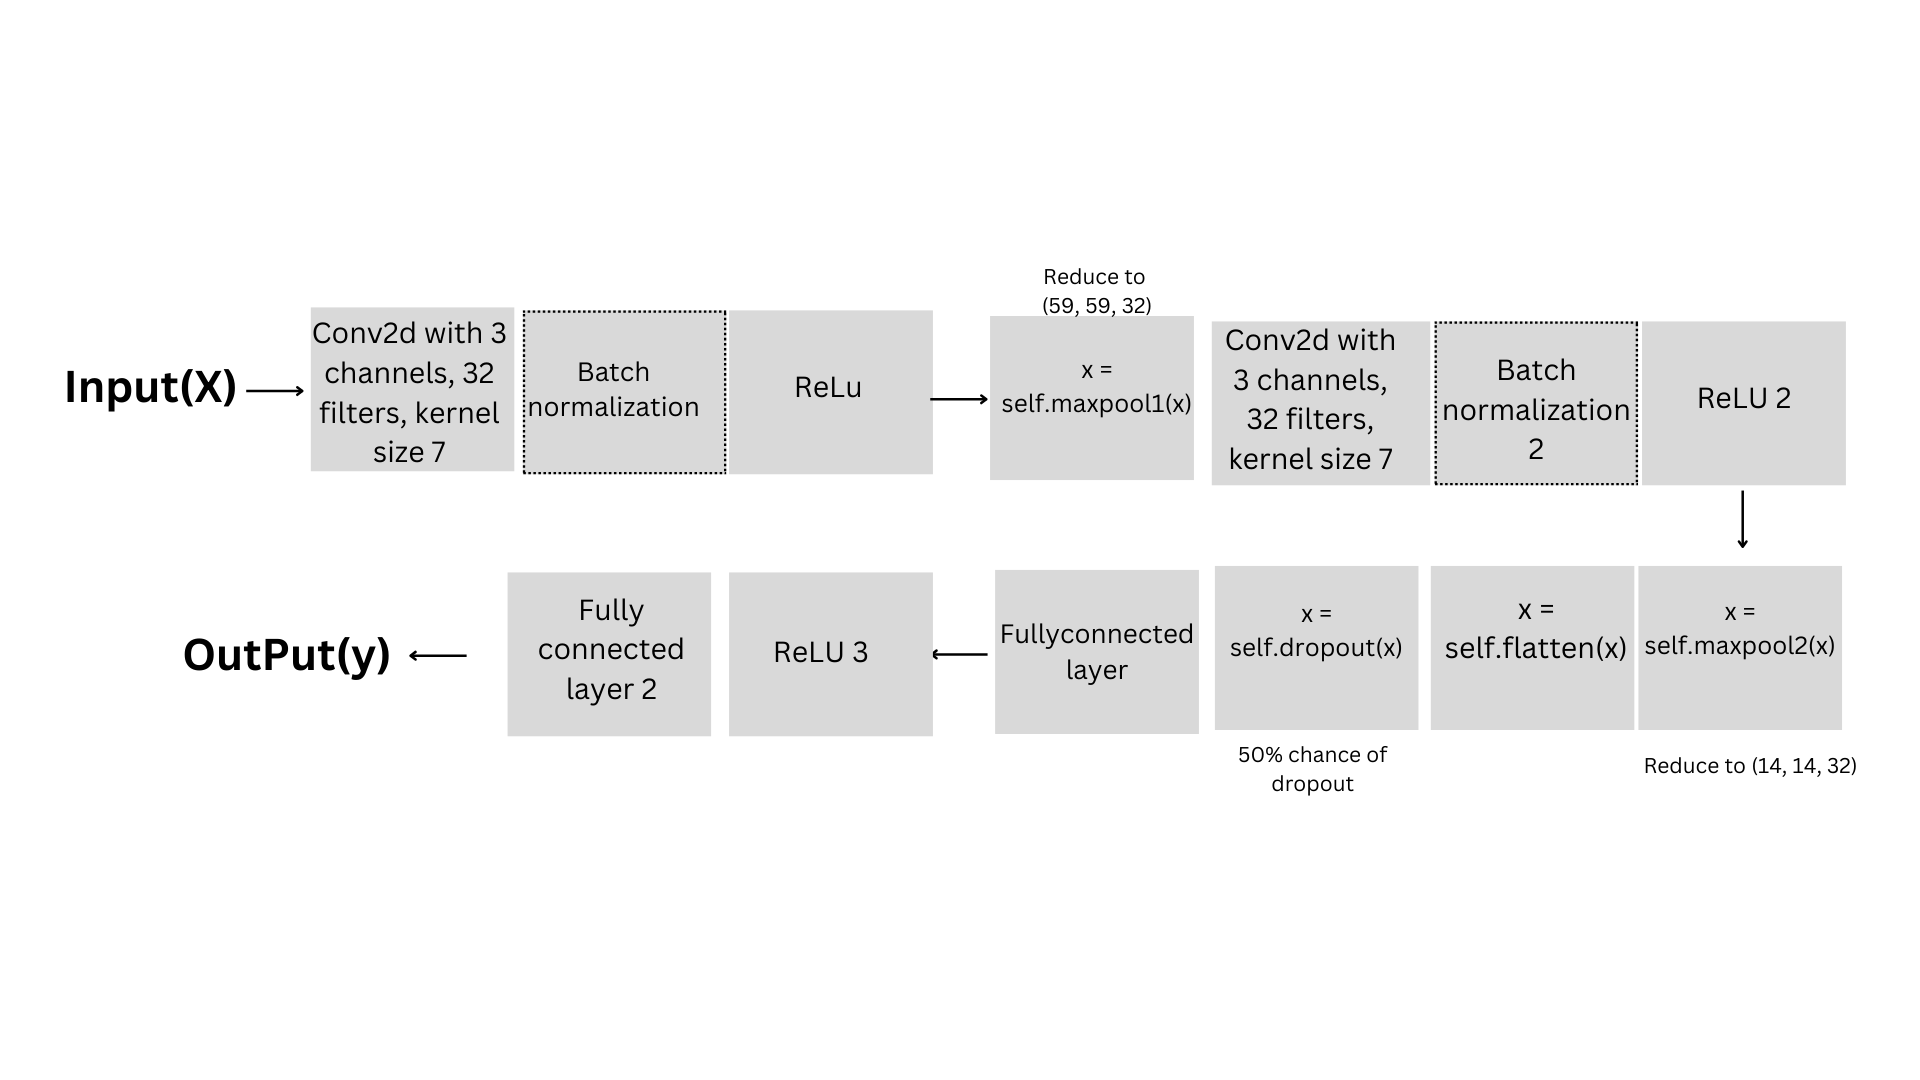 Input(X)
Conv2d with 3
channels, 32
filters, kernel
size 7
Batch
normalization
ReLu
Reduce to
(59, 59, 32)
x =
self.maxpool1(x)
Conv2d with
3 channels,
32 filters,
kernel size 7
Batch
normalization
2
ReLU 2
x =
self.maxpool2(x)
Reduce to (14, 14, 32)
x =
self.flatten(x)
x =
self.dropout(x)
50% chance of
dropout
Fullyconnected
layer
ReLU 3
Fully
connected
layer 2
OutPut(y)